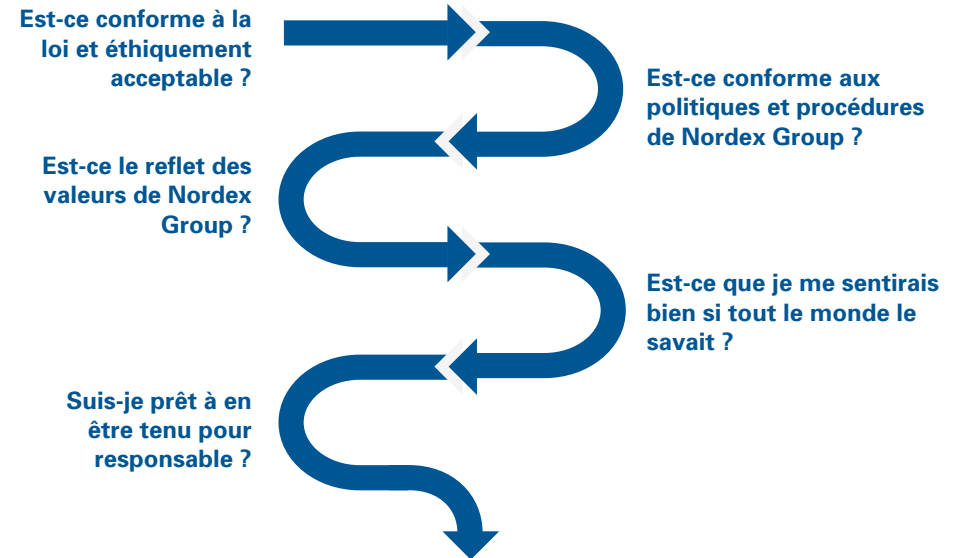 Est-ce conforme à la
loi et éthiquement
acceptable ?
Est-ce conforme aux
politiques et procédures
de Nordex Group ?
Est-ce le reflet des
valeurs de Nordex
Group ?
Est-ce que je me sentirais
bien si tout le monde le
savait ?
Suis-je prêt à en
être tenu pour
responsable ?